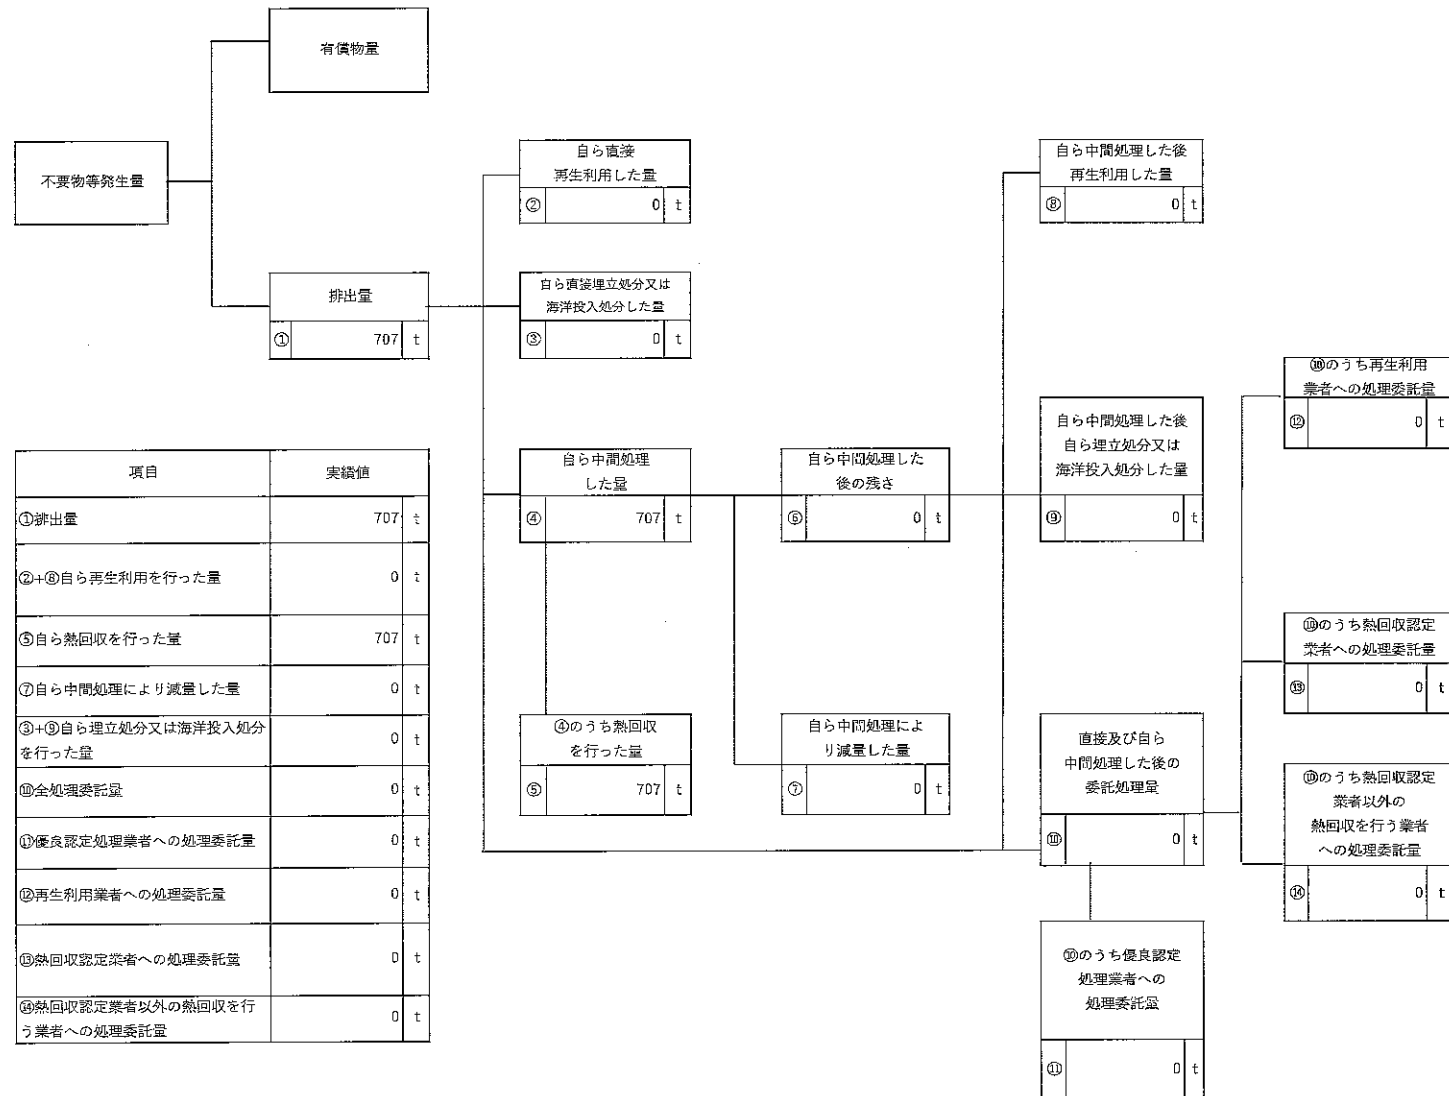 有償物量
不要物等発生量
排出量
① 707 t
自ら直接
再生利用した量
② 0 t
自ら直接埋立処分又は
海洋投入処分した量
③ 0 t
自ら中間処理
した量
④ 707 t
④のうち熱回収
を行った量
⑤ 707 t
自ら中間処理した
後の残さ
⑥ 0 t
自ら中間処理によ
り減量した量
⑦ 0 t
自ら中間処理した後
再生利用した量
⑧ 0 t
自ら中間処理した後
自ら埋立処分又は
海洋投入処分した量
⑨ 0 t
直接及び自ら
中間処理した後の
委託処理量
⑩ 0 t
⑩のうち優良認定
処理業者への
処理委託量
⑪ 0 t
⑩のうち再生利用
業者への処理委託量
⑫ 0 t
⑩のうち熱回収認定
業者への処理委託量
⑬ 0 t
⑩のうち熱回収認定
業者以外の
熱回収を行う業者
への処理委託量
⑭ 0 t
項目 実績値
①排出量 707 t
②+⑧自ら再生利用を行った量 0 t
⑤自ら熱回収を行った量 707 t
⑦自ら中間処理により減量した量 0 t
③+⑨自ら埋立処分又は海洋投入処分
を行った量 0 t
⑩全処理委託量 0 t
⑪優良認定処理業者への処理委託量 0 t
⑫再生利用業者への処理委託量 0 t
⑬熱回収認定業者への処理委託量 0 t
⑭熱回収認定業者以外の熱回収を行
う業者への処理委託量 0 t